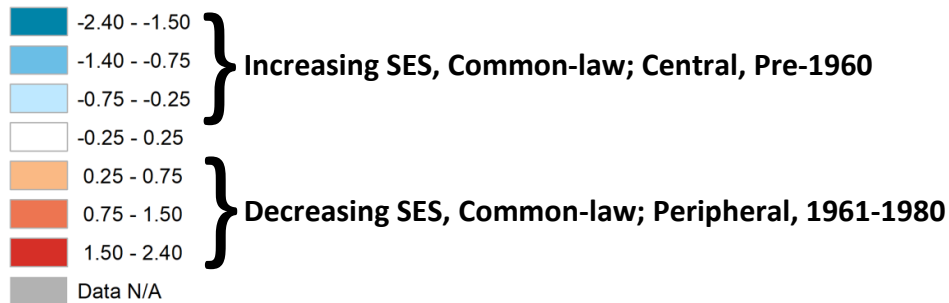 -2.40 - -1.50
-1.40 - -0.75
Increasing SES, Common-law; Central, Pre-1960
-0.75 - -0.25
-0.25 - 0.25
0.25 - 0.75
0.75 - 1.50
Decreasing SES, Common-law; Peripheral, 1961-1980
1.50 - 2.40
Data N/A